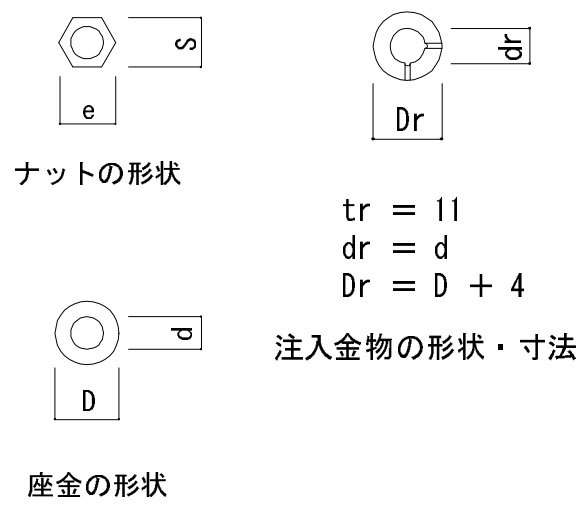 S
e
ナットの形状
dr
Dr
tr = 11
dr = d
Dr = D + 4
注入金物の形状・寸法
d
D
座金の形状